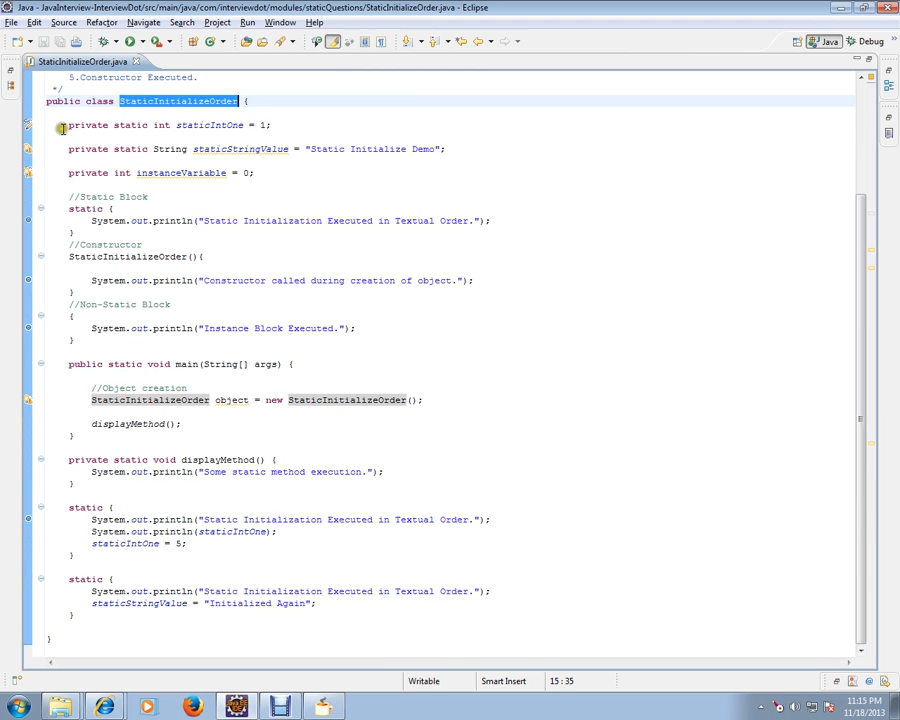 Java - JavaInterview-InterviewDot/src/main/java/com/interviewdot/modules/staticQuestions/StaticInitializeOrder.java - Eclipse
File Edit Source Refactor Navigate Search Project Run Window Help
Java Debug
StaticInitializeOrder.java
5.Constructor Executed.
*/
public class StaticInitializeOrder {
private static int staticIntOne = 1;
private static String staticStringValue = "Static Initialize Demo";
private int instanceVariable = 0;
//Static Block
static {
System.out.println("Static Initialization Executed in Textual Order.");
}
//Constructor
StaticInitializeOrder(){
System.out.println("Constructor called during creation of object.");
}
//Non-Static Block
{
System.out.println("Instance Block Executed.");
}
public static void main(String[] args) {
//Object creation
StaticInitializeOrder object = new StaticInitializeOrder();
displayMethod();
}
private static void displayMethod() {
System.out.println("Some static method execution.");
}
static {
System.out.println("Static Initialization Executed in Textual Order.");
System.out.println(staticIntOne);
staticIntOne = 5;
}
static {
System.out.println("Static Initialization Executed in Textual Order.");
staticStringValue = "Initialized Again";
}
}
Writable Smart Insert 15 : 35
11:15 PM
11/18/2013